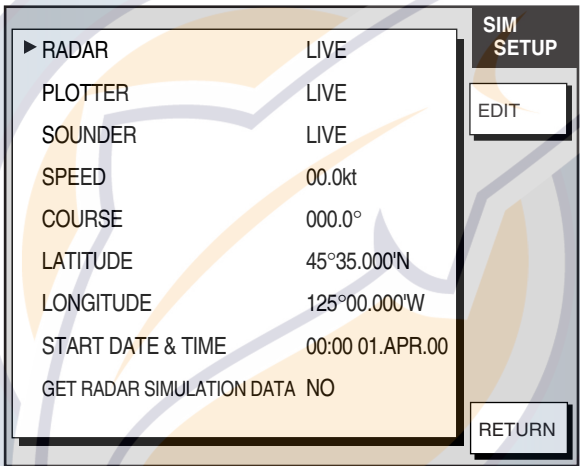 SIM
SETUP
▶ RADAR LIVE
PLOTTER LIVE
SOUNDER LIVE
SPEED 00.0kt
COURSE 000.0°
LATITUDE 45°35.000'N
LONGITUDE 125°00.000'W
START DATE & TIME 00:00 01.APR.00
GET RADAR SIMULATION DATA NO
EDIT
RETURN